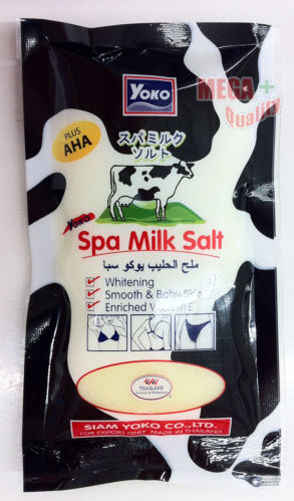 YOKO
MEGA +
Quality
PLUS
AHA
スパミルク
ソルト
YOKO
Spa Milk Salt
ملح الحليب يوكو سبا
Whitening
Smooth & Baby
Enriched
THAILAND
SIAM YOKO CO.,LTD.
FOR EXPORT ONLY MADE IN THAILAND